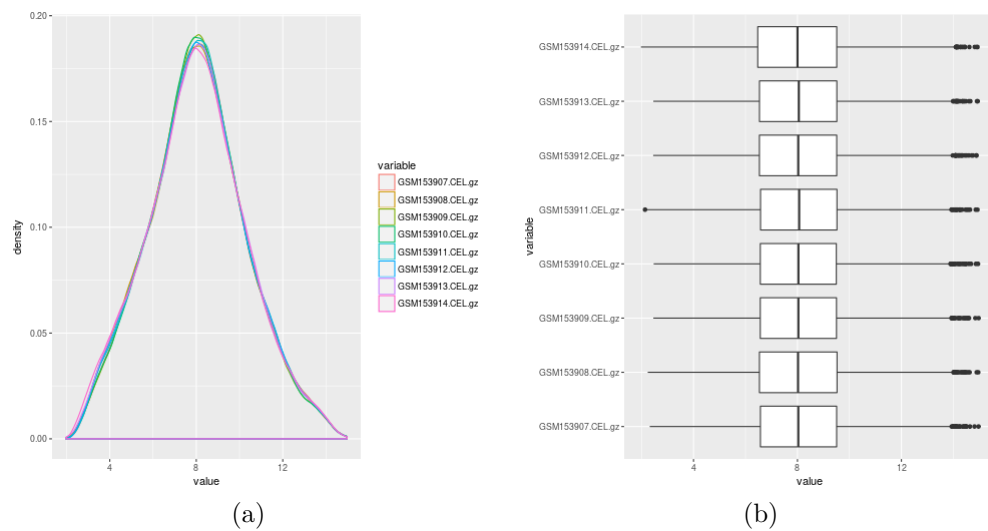 0.20
0.15
0.10
0.05
0.00
density
4 8 12
value
variable
GSM153907.CEL.gz
GSM153908.CEL.gz
GSM153909.CEL.gz
GSM153910.CEL.gz
GSM153911.CEL.gz
GSM153912.CEL.gz
GSM153913.CEL.gz
GSM153914.CEL.gz
(a)
GSM153914.CEL.gz
GSM153913.CEL.gz
GSM153912.CEL.gz
GSM153911.CEL.gz
GSM153910.CEL.gz
GSM153909.CEL.gz
GSM153908.CEL.gz
GSM153907.CEL.gz
variable
4 8 12
value
(b)